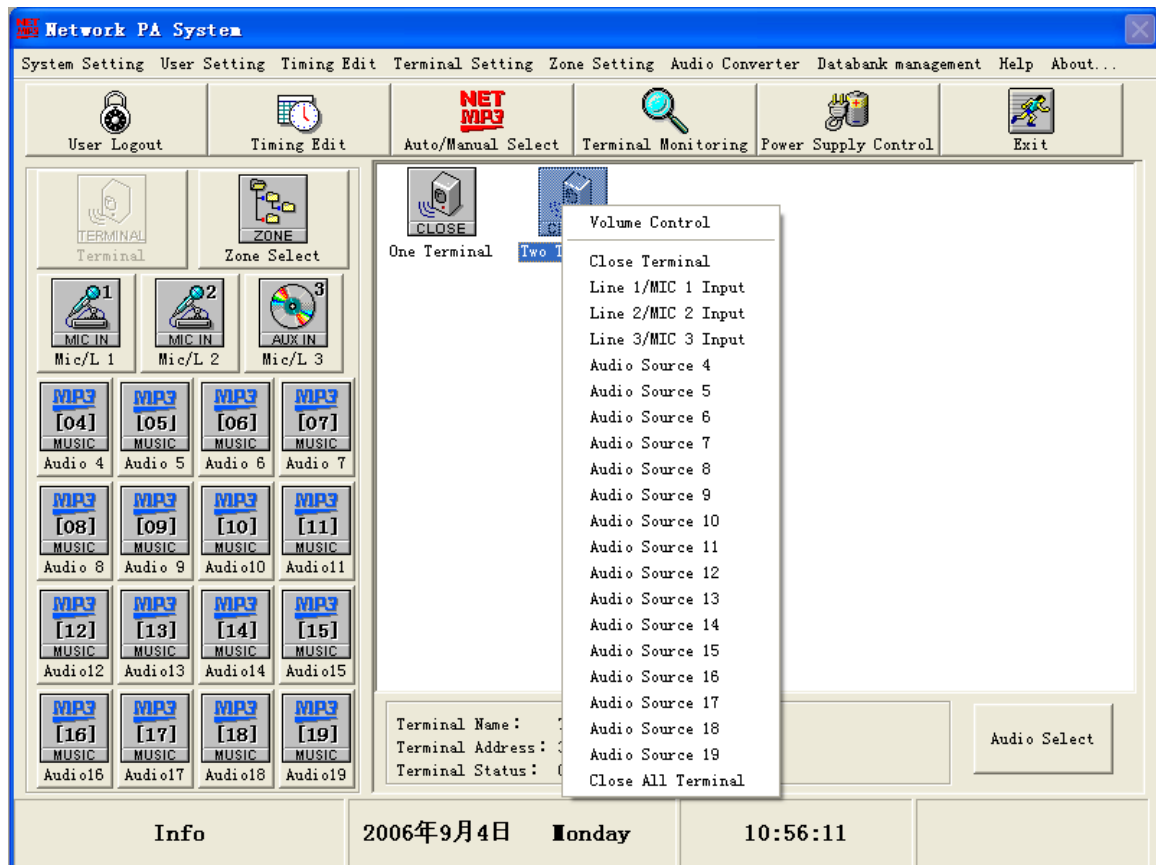 NET MP3 Network PA System
System Setting User Setting Timing Edit Terminal Setting Zone Setting Audio Converter Databank management Help About...
NET
MP3
User Logout Timing Edit Auto/Manual Select Terminal Monitoring Power Supply Control Exit
TERMINAL ZONE
Terminal Zone Select
CLOSE
One Terminal Two
1 2 3
MIC IN MIC IN AUX IN
Mic/L 1 Mic/L 2 Mic/L 3
MP3 MP3 MP3 MP3
[04] [05] [06] [07]
MUSIC MUSIC MUSIC MUSIC
Audio 4 Audio 5 Audio 6 Audio 7
MP3 MP3 MP3 MP3
[08] [09] [10] [11]
MUSIC MUSIC MUSIC MUSIC
Audio 8 Audio 9 Audio10 Audio11
MP3 MP3 MP3 MP3
[12] [13] [14] [15]
MUSIC MUSIC MUSIC MUSIC
Audio12 Audio13 Audio14 Audio15
MP3 MP3 MP3 MP3
[16] [17] [18] [19]
MUSIC MUSIC MUSIC MUSIC
Audio16 Audio17 Audio18 Audio19
Volume Control
Close Terminal
Line 1/MIC 1 Input
Line 2/MIC 2 Input
Line 3/MIC 3 Input
Audio Source 4
Audio Source 5
Audio Source 6
Audio Source 7
Audio Source 8
Audio Source 9
Audio Source 10
Audio Source 11
Audio Source 12
Audio Source 13
Audio Source 14
Audio Source 15
Audio Source 16
Audio Source 17
Audio Source 18
Audio Source 19
Close All Terminal
Terminal Name:
Terminal Address:
Terminal Status:
Audio Select
Info 2006年9月4日 Monday 10:56:11